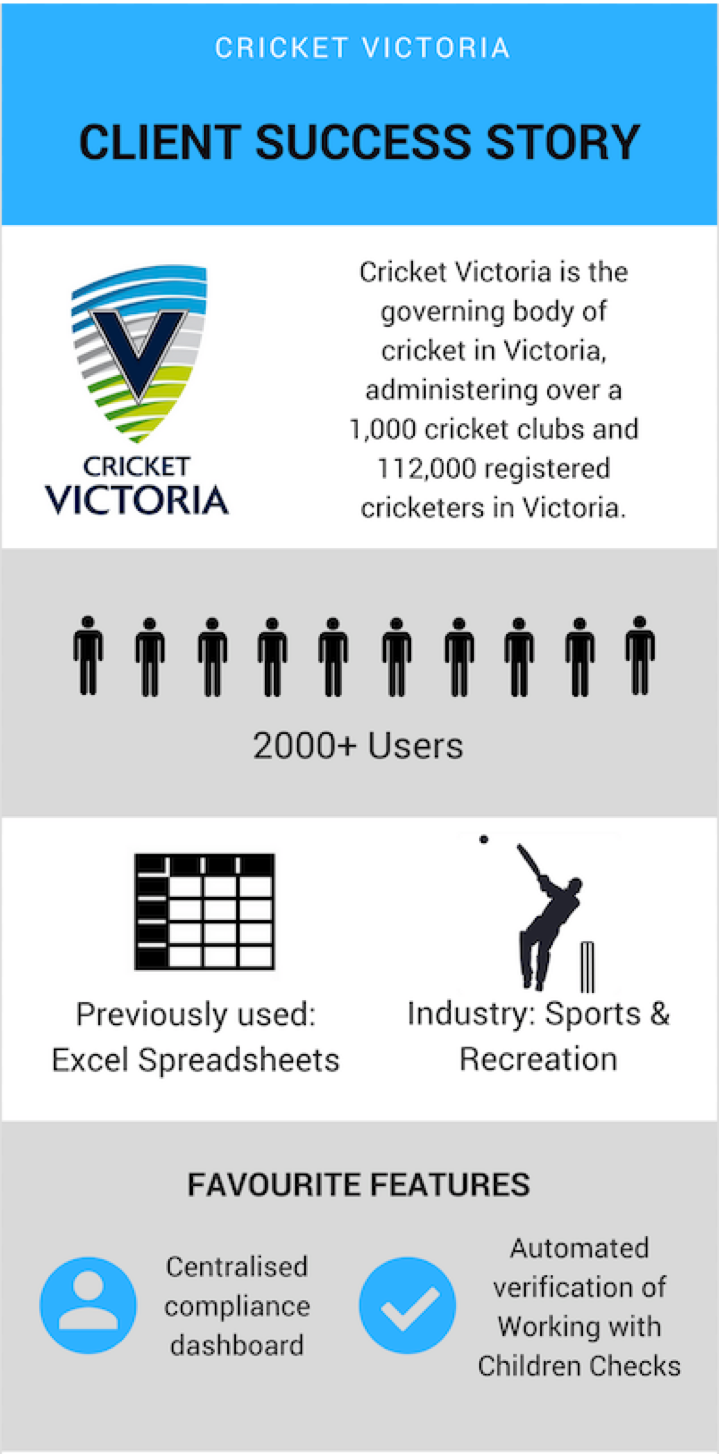 CRICKET VICTORIA
CLIENT SUCCESS STORY
V
CRICKET
VICTORIA
Cricket Victoria is the
governing body of
cricket in Victoria,
administering over a
1,000 cricket clubs and
112,000 registered
cricketers in Victoria.
2000+ Users
Previously used:
Excel Spreadsheets
Industry: Sports &
Recreation
FAVOURITE FEATURES
Centralised
compliance
dashboard
Automated
verification of
Working with
Children Checks